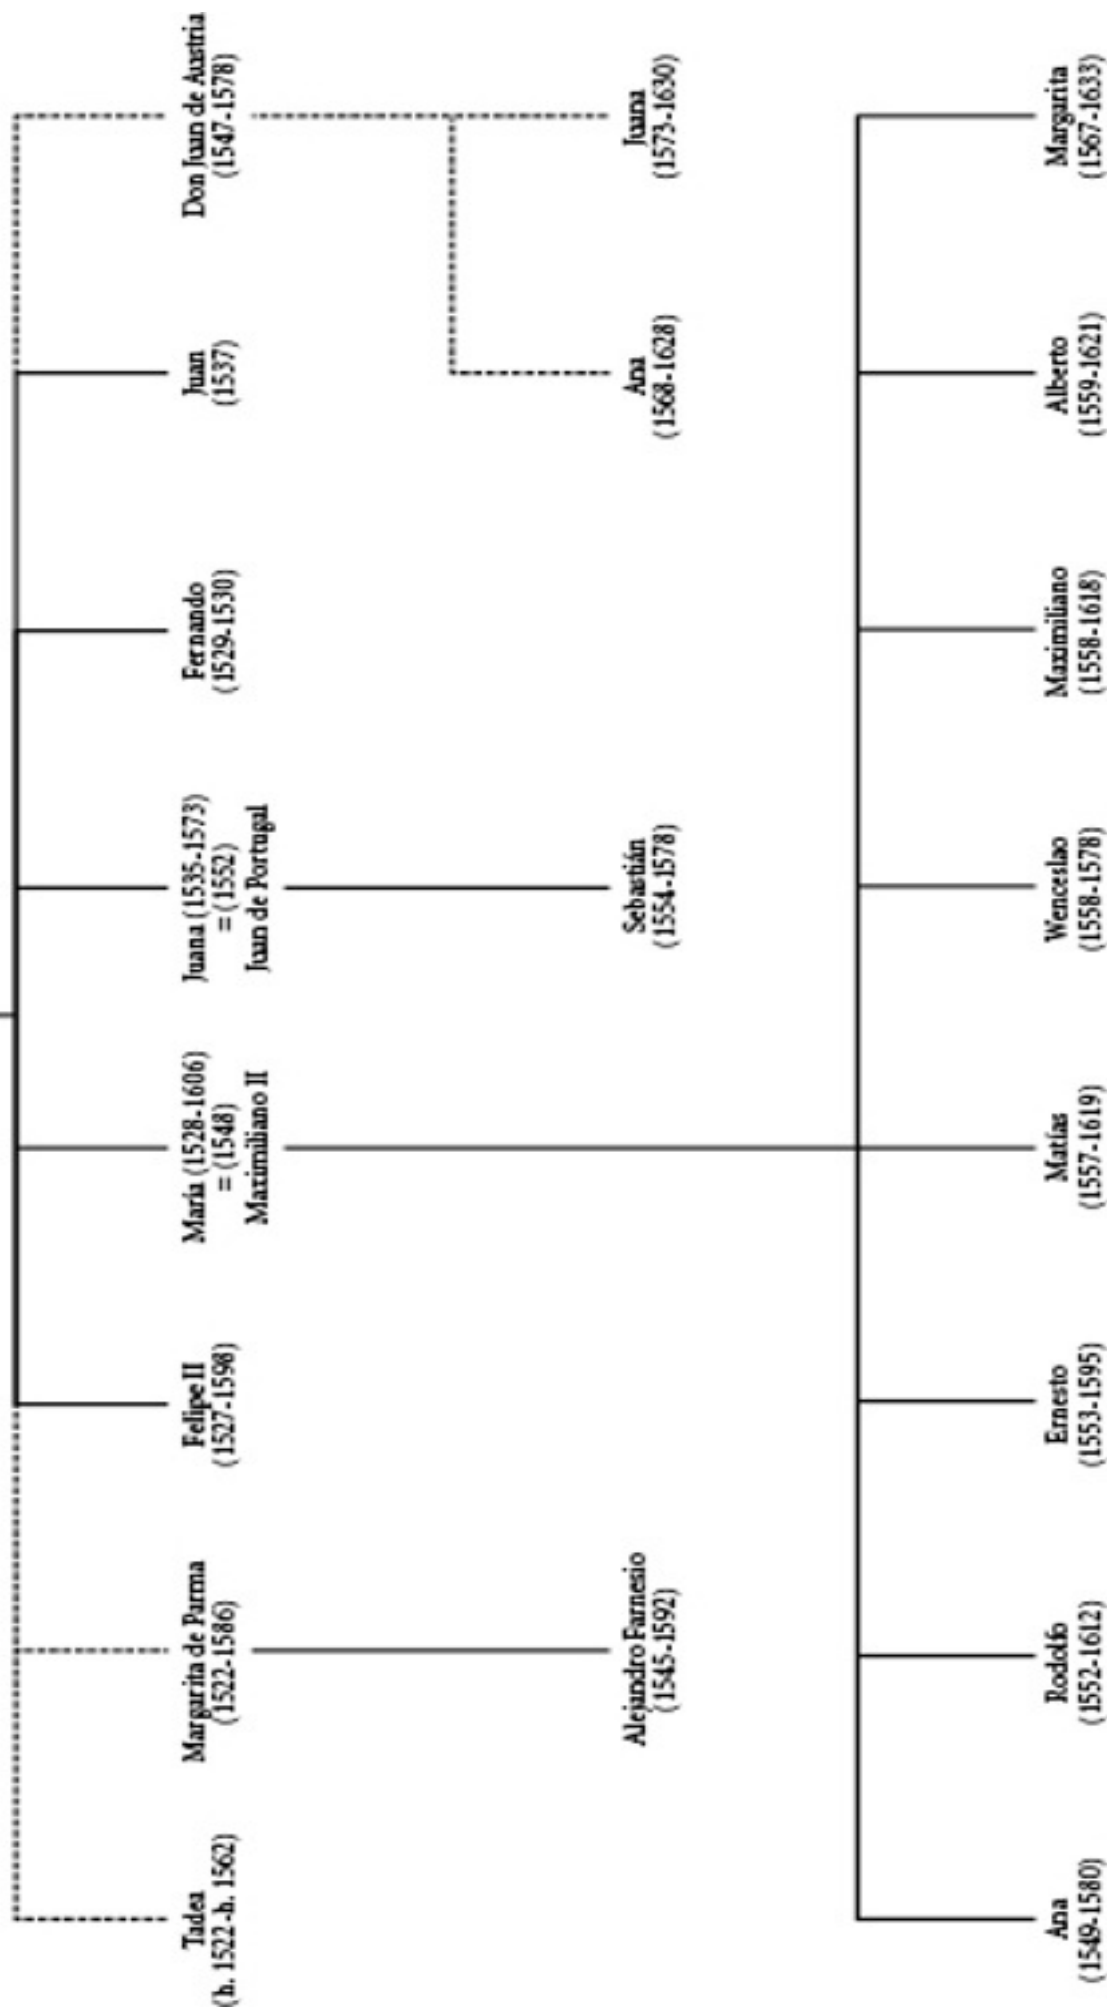 Tadea
(h. 1522-h. 1562)
Margarita de Parma
(1522-1586)
Felipe II
(1527-1598)
María (1528-1606)
= (1548)
Maximiliano II
Juana (1535-1573)
= (1552)
Juan de Portugal
Fernando
(1529-1530)
Juan
(1537)
Don Juan de Austria
(1547-1578)
Alejandro Farnesio
(1545-1592)
Sebastián
(1554-1578)
Ana
(1568-1628)
Juana
(1573-1630)
Ana
(1549-1580)
Rodolfo
(1552-1612)
Ernesto
(1553-1595)
Matías
(1557-1619)
Wenceslao
(1558-1578)
Maximiliano
(1558-1618)
Alberto
(1559-1621)
Margarita
(1567-1633)